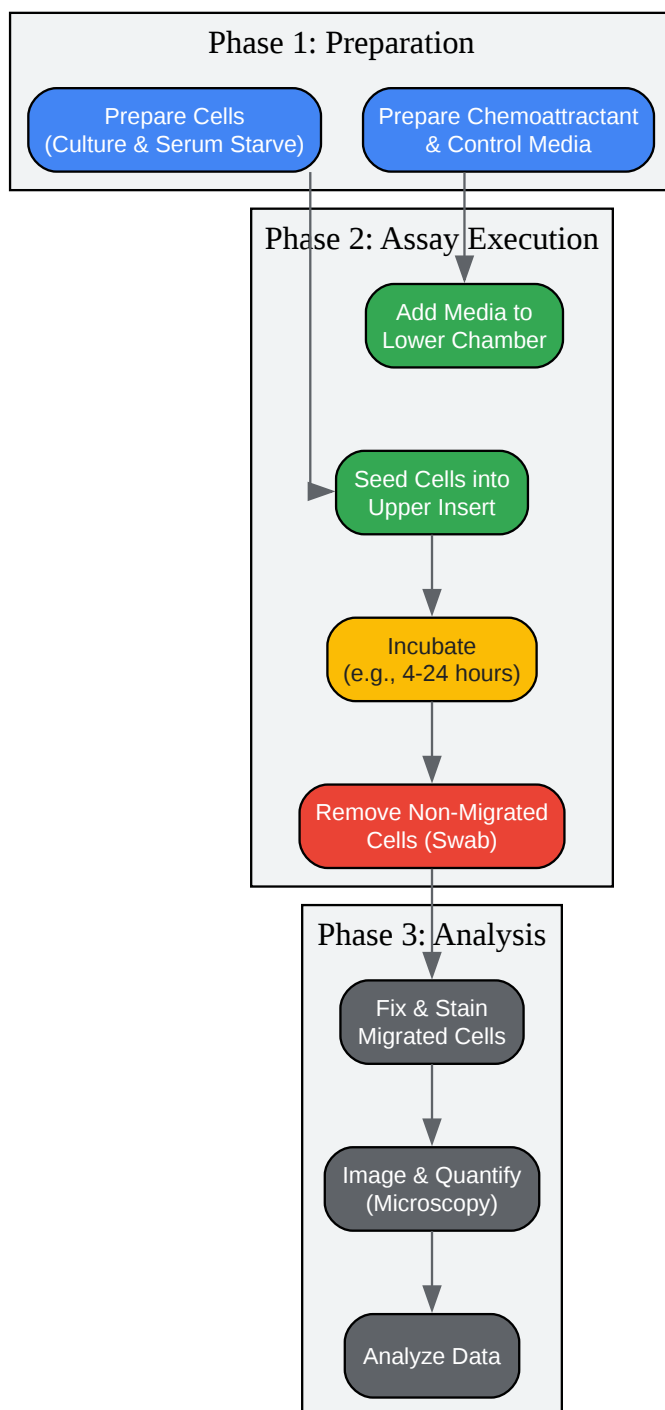 Phase 1: Preparation
Prepare Cells
(Culture & Serum Starve)
Prepare Chemoattractant
& Control Media
Phase 2: Assay Execution
Add Media to
Lower Chamber
Seed Cells into
Upper Insert
Incubate
(e.g., 4-24 hours)
Remove Non-Migrated
Cells (Swab)
Phase 3: Analysis
Fix & Stain
Migrated Cells
Image & Quantify
(Microscopy)
Analyze Data